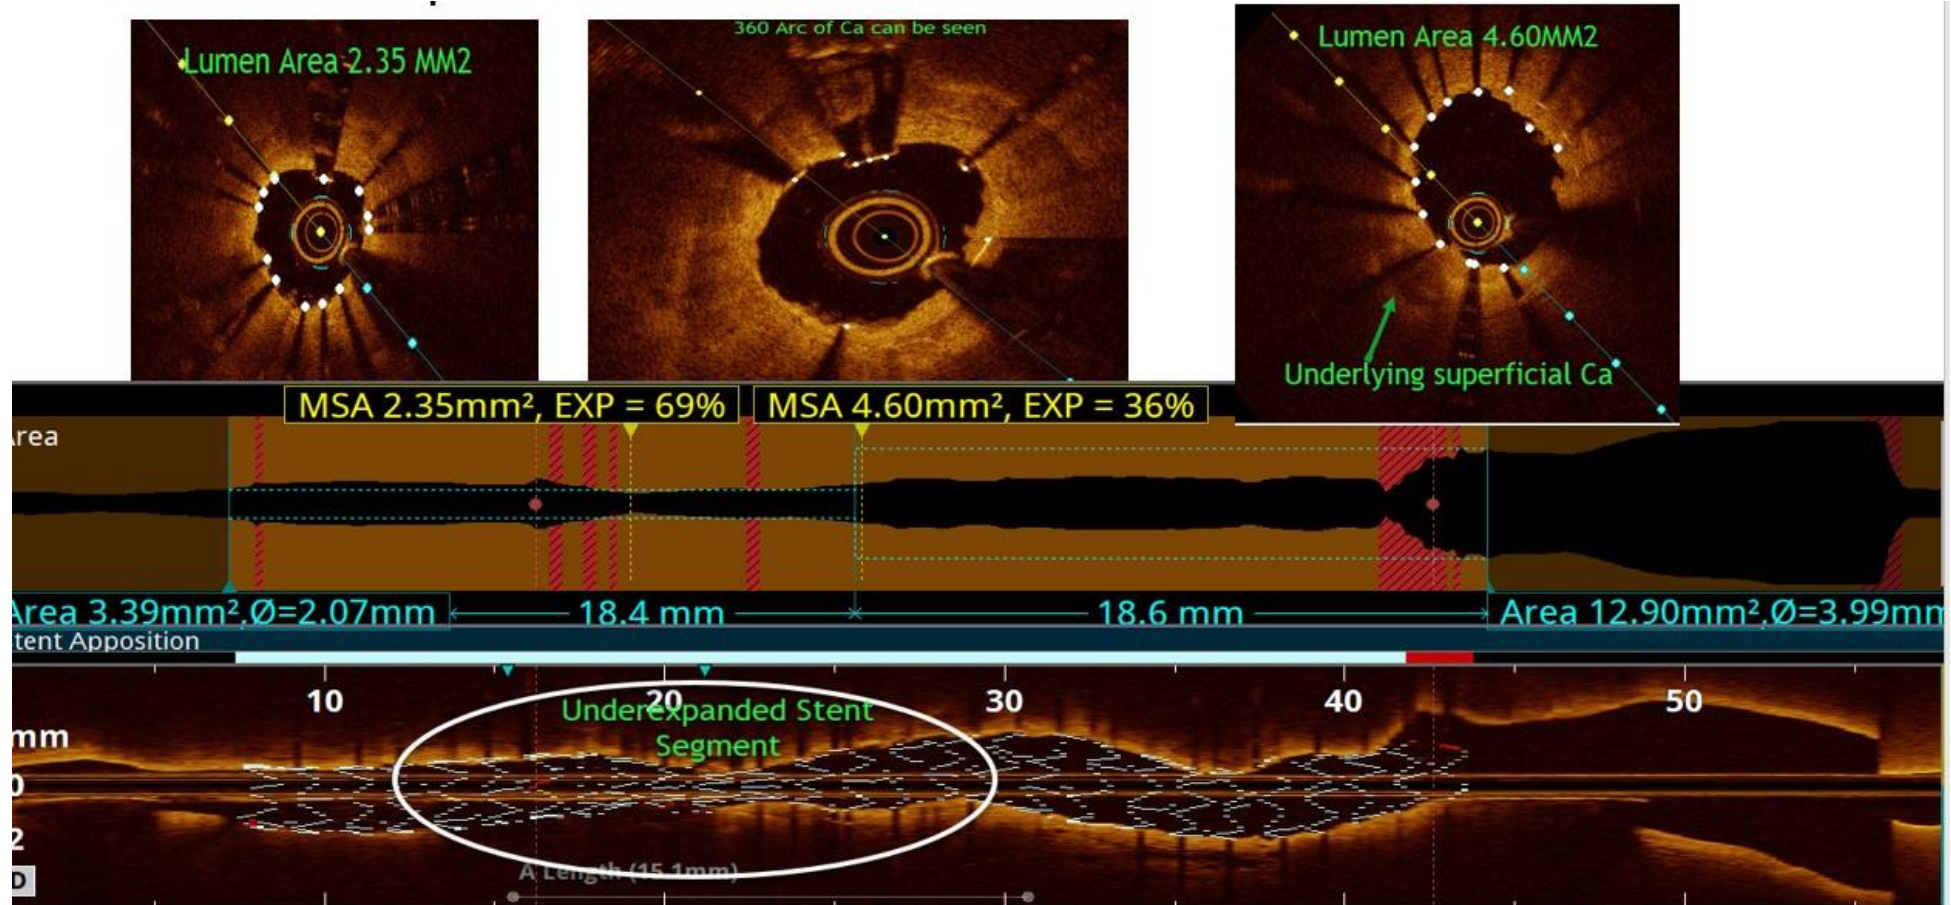 Lumen Area 2.35 MM2
360 Arc of Ca can be seen
Lumen Area 4.60MM2
Underlying superficial Ca
MSA 2.35mm², EXP = 69%
MSA 4.60mm², EXP = 36%
Area 3.39mm²,Ø=2.07mm
18.4 mm
18.6 mm
Area 12.90mm²,Ø=3.99mm
tent Apposition
10
20
30
40
50
Underexpanded Stent
Segment
mm
0
2
A Length (15.1mm)
D